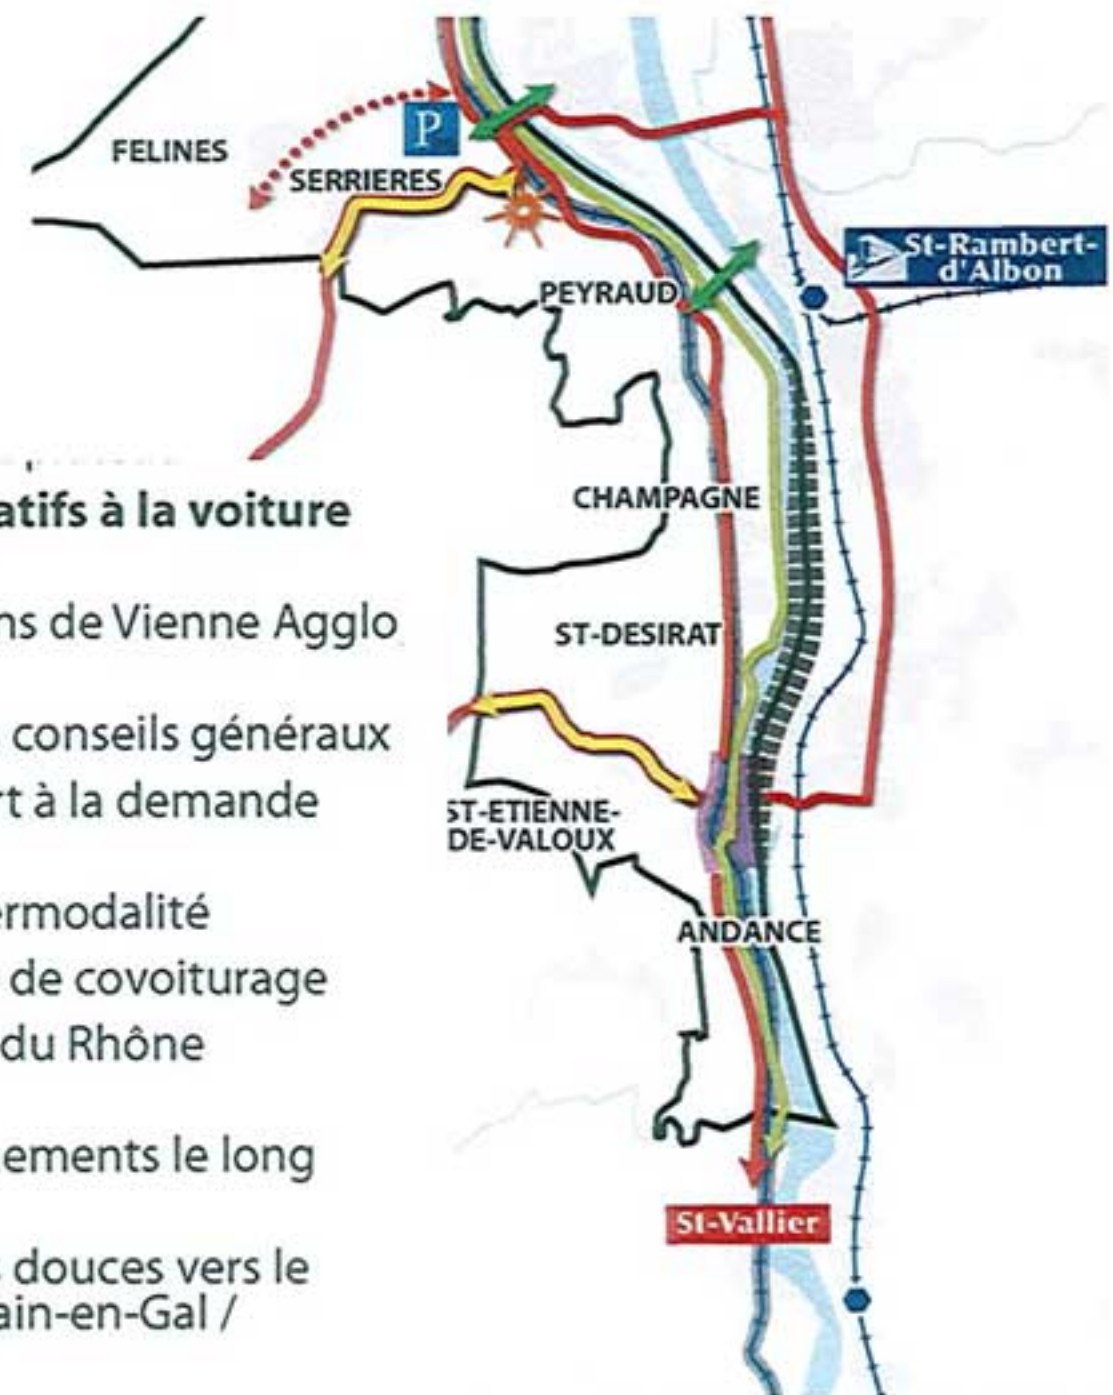 FELINES
P
SERRIERES
St-Rambert-
d'Albon
PEYRAUD
CHAMPAGNE
atifs à la voiture
ns de Vienne Agglo
ST-DESIRAT
conseils généraux
rt à la demande
ST-ETIENNE-
DE-VALOUX
ermodalité
ANDANCE
de covoiturage
du Rhône
ements le long
St-Vallier
douces vers le
ain-en-Gal /